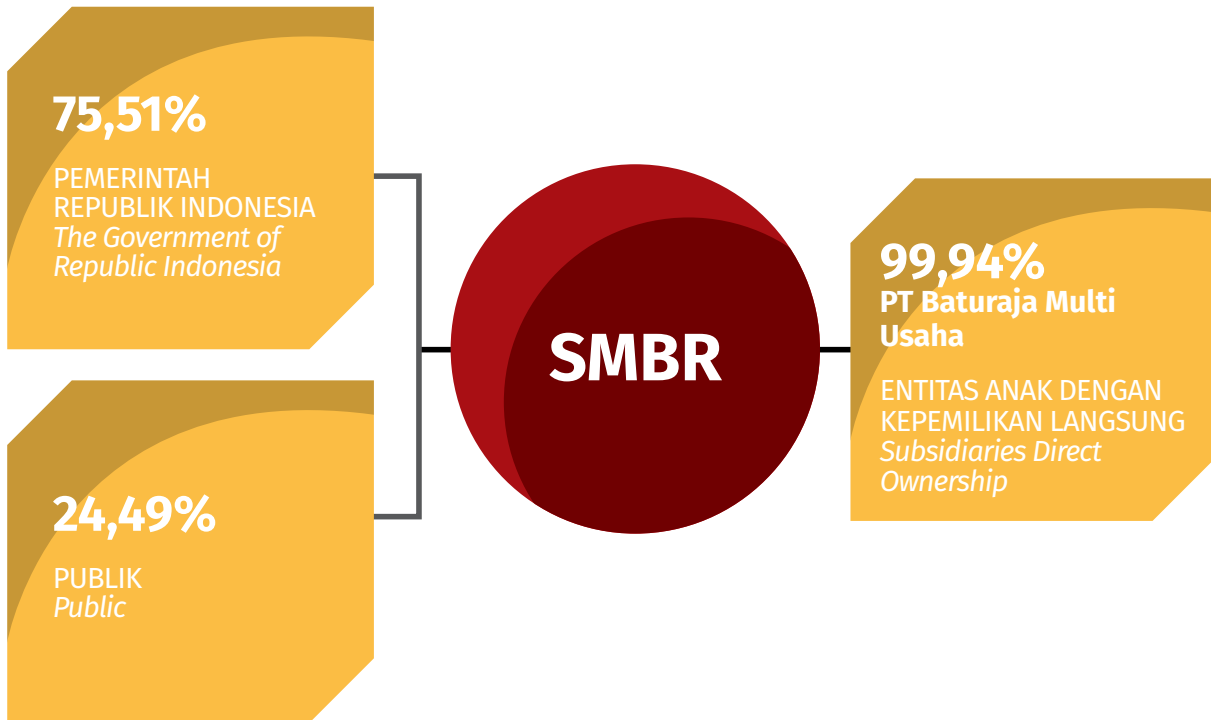 75,51%
PEMERINTAH
REPUBLIK INDONESIA
The Government of
Republic Indonesia
24,49%
PUBLIK
Public
SMBR
99,94%
PT Baturaja Multi
Usaha
ENTITAS ANAK DENGAN
KEPEMILIKAN LANGSUNG
Subsidiaries Direct
Ownership